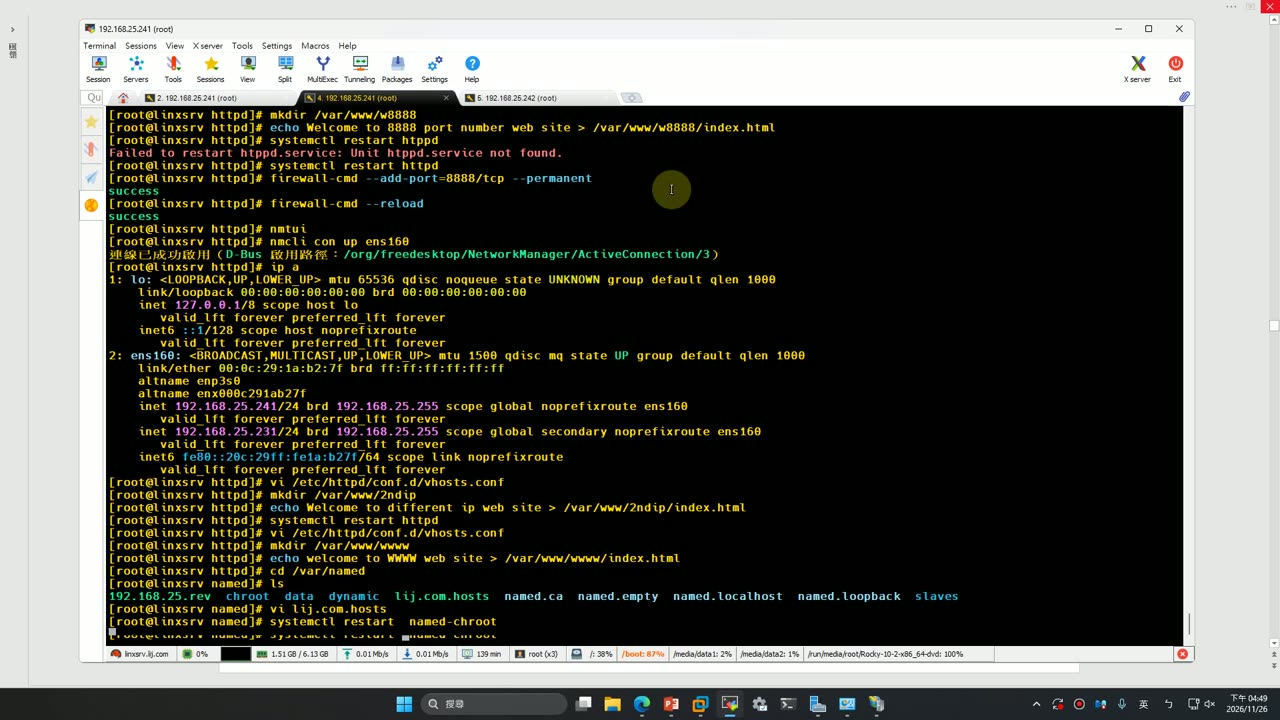 192.168.25.241 (root)
Terminal Sessions View X server Tools Settings Macros Help
Session Servers Tools Sessions View Split MultiExec Tunneling Packages Settings Help X server Exit
Qu 2. 192.168.25.241 (root) 4. 192.168.25.241 (root) 5. 192.168.25.242 (root)
[root@linxsrv httpd]# mkdir /var/www/w8888
[root@linxsrv httpd]# echo Welcome to 8888 port number web site > /var/www/w8888/index.html
[root@linxsrv httpd]# systemctl restart htppd
Failed to restart htppd.service: Unit htppd.service not found.
[root@linxsrv httpd]# systemctl restart httpd
[root@linxsrv httpd]# firewall-cmd --add-port=8888/tcp --permanent
success
[root@linxsrv httpd]# firewall-cmd --reload
success
[root@linxsrv httpd]# nmtui
[root@linxsrv httpd]# nmcli con up ens160
連線已成功啟用（D-Bus 啟用路徑：/org/freedesktop/NetworkManager/ActiveConnection/3）
[root@linxsrv httpd]# ip a
1: lo: <LOOPBACK,UP,LOWER_UP> mtu 65536 qdisc noqueue state UNKNOWN group default qlen 1000
link/loopback 00:00:00:00:00:00 brd 00:00:00:00:00:00
inet 127.0.0.1/8 scope host lo
valid_lft forever preferred_lft forever
inet6 ::1/128 scope host noprefixroute
valid_lft forever preferred_lft forever
2: ens160: <BROADCAST,MULTICAST,UP,LOWER_UP> mtu 1500 qdisc mq state UP group default qlen 1000
link/ether 00:0c:29:1a:b2:7f brd ff:ff:ff:ff:ff:ff
altname enp3s0
altname enx000c291ab27f
inet 192.168.25.241/24 brd 192.168.25.255 scope global noprefixroute ens160
valid_lft forever preferred_lft forever
inet 192.168.25.231/24 brd 192.168.25.255 scope global secondary noprefixroute ens160
valid_lft forever preferred_lft forever
inet6 fe80::20c:29ff:fe1a:b27f/64 scope link noprefixroute
valid_lft forever preferred_lft forever
[root@linxsrv httpd]# vi /etc/httpd/conf.d/vhosts.conf
[root@linxsrv httpd]# mkdir /var/www/2ndip
[root@linxsrv httpd]# echo Welcome to different ip web site > /var/www/2ndip/index.html
[root@linxsrv httpd]# systemctl restart httpd
[root@linxsrv httpd]# vi /etc/httpd/conf.d/vhosts.conf
[root@linxsrv httpd]# mkdir /var/www/wwww
[root@linxsrv httpd]# echo welcome to WWWW web site > /var/www/wwww/index.html
[root@linxsrv httpd]# cd /var/named
[root@linxsrv named]# ls
192.168.25.rev chroot data dynamic lij.com.hosts named.ca named.empty named.localhost named.loopback slaves
[root@linxsrv named]# vi lij.com.hosts
[root@linxsrv named]# systemctl restart named-chroot
linxsrv.lij.com 0% 1.51 GB / 6.13 GB 0.01 Mb/s 0.01 Mb/s 139 min root (x3) /: 38% /boot: 87% /media/data1: 2% /media/data2: 1% /run/media/root/Rocky-10-2-x86_64-dvd: 100%
搜尋 英 下午 04:49
2026/11/26